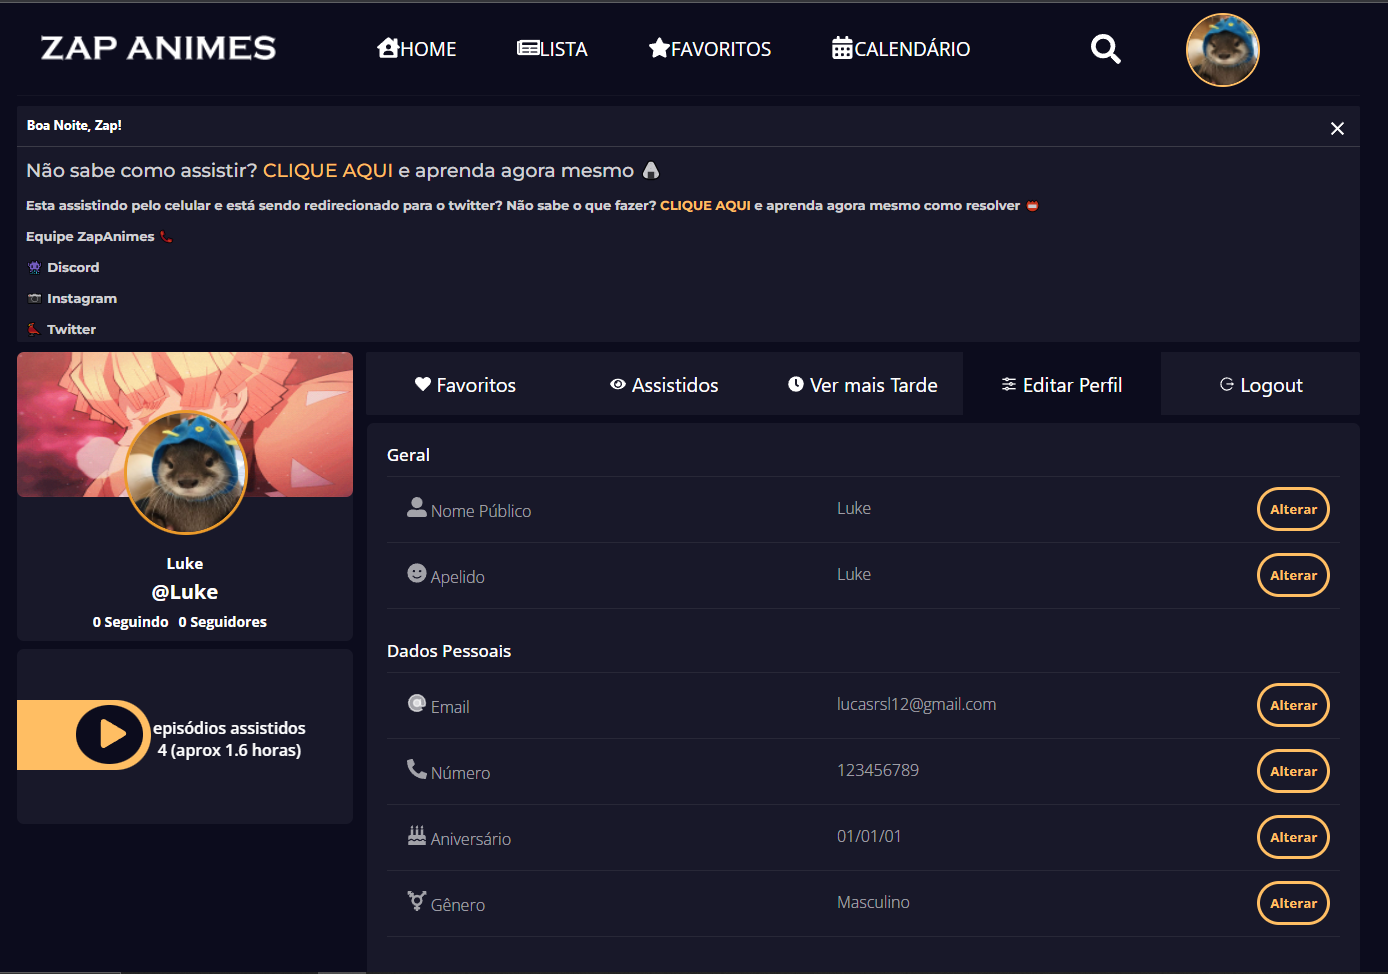 ZAP ANIMES
HOME
LISTA
FAVORITOS
CALENDÁRIO
Boa Noite, Zap!
Não sabe como assistir? CLIQUE AQUI e aprenda agora mesmo
Esta assistindo pelo celular e está sendo redirecionado para o twitter? Não sabe o que fazer? CLIQUE AQUI e aprenda agora mesmo como resolver
Equipe ZapAnimes
Discord
Instagram
Twitter
Luke
@Luke
0 Seguindo 0 Seguidores
episódios assistidos
4 (aprox 1.6 horas)
Favoritos
Assistidos
Ver mais Tarde
Editar Perfil
Logout
Geral
Nome Público Luke Alterar
Apelido Luke Alterar
Dados Pessoais
Email lucasrsl12@gmail.com Alterar
Número 123456789 Alterar
Aniversário 01/01/01 Alterar
Gênero Masculino Alterar